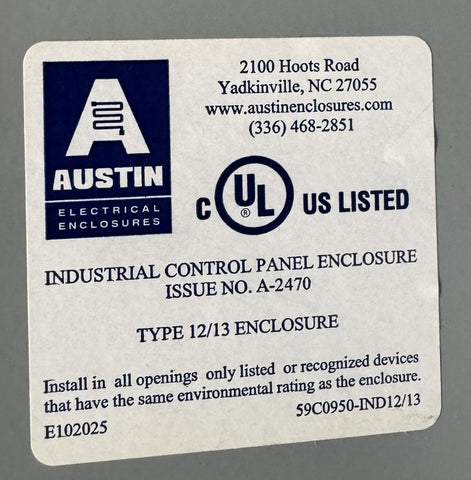 A
AUSTIN
ELECTRICAL
ENCLOSURES
2100 Hoots Road
Yadkinville, NC 27055
www.austinenclosures.com
(336) 468-2851
C UL ® US LISTED
INDUSTRIAL CONTROL PANEL ENCLOSURE
ISSUE NO. A-2470
TYPE 12/13 ENCLOSURE
Install in all openings only listed or recognized devices
that have the same environmental rating as the enclosure.
E102025 59C0950-IND12/13